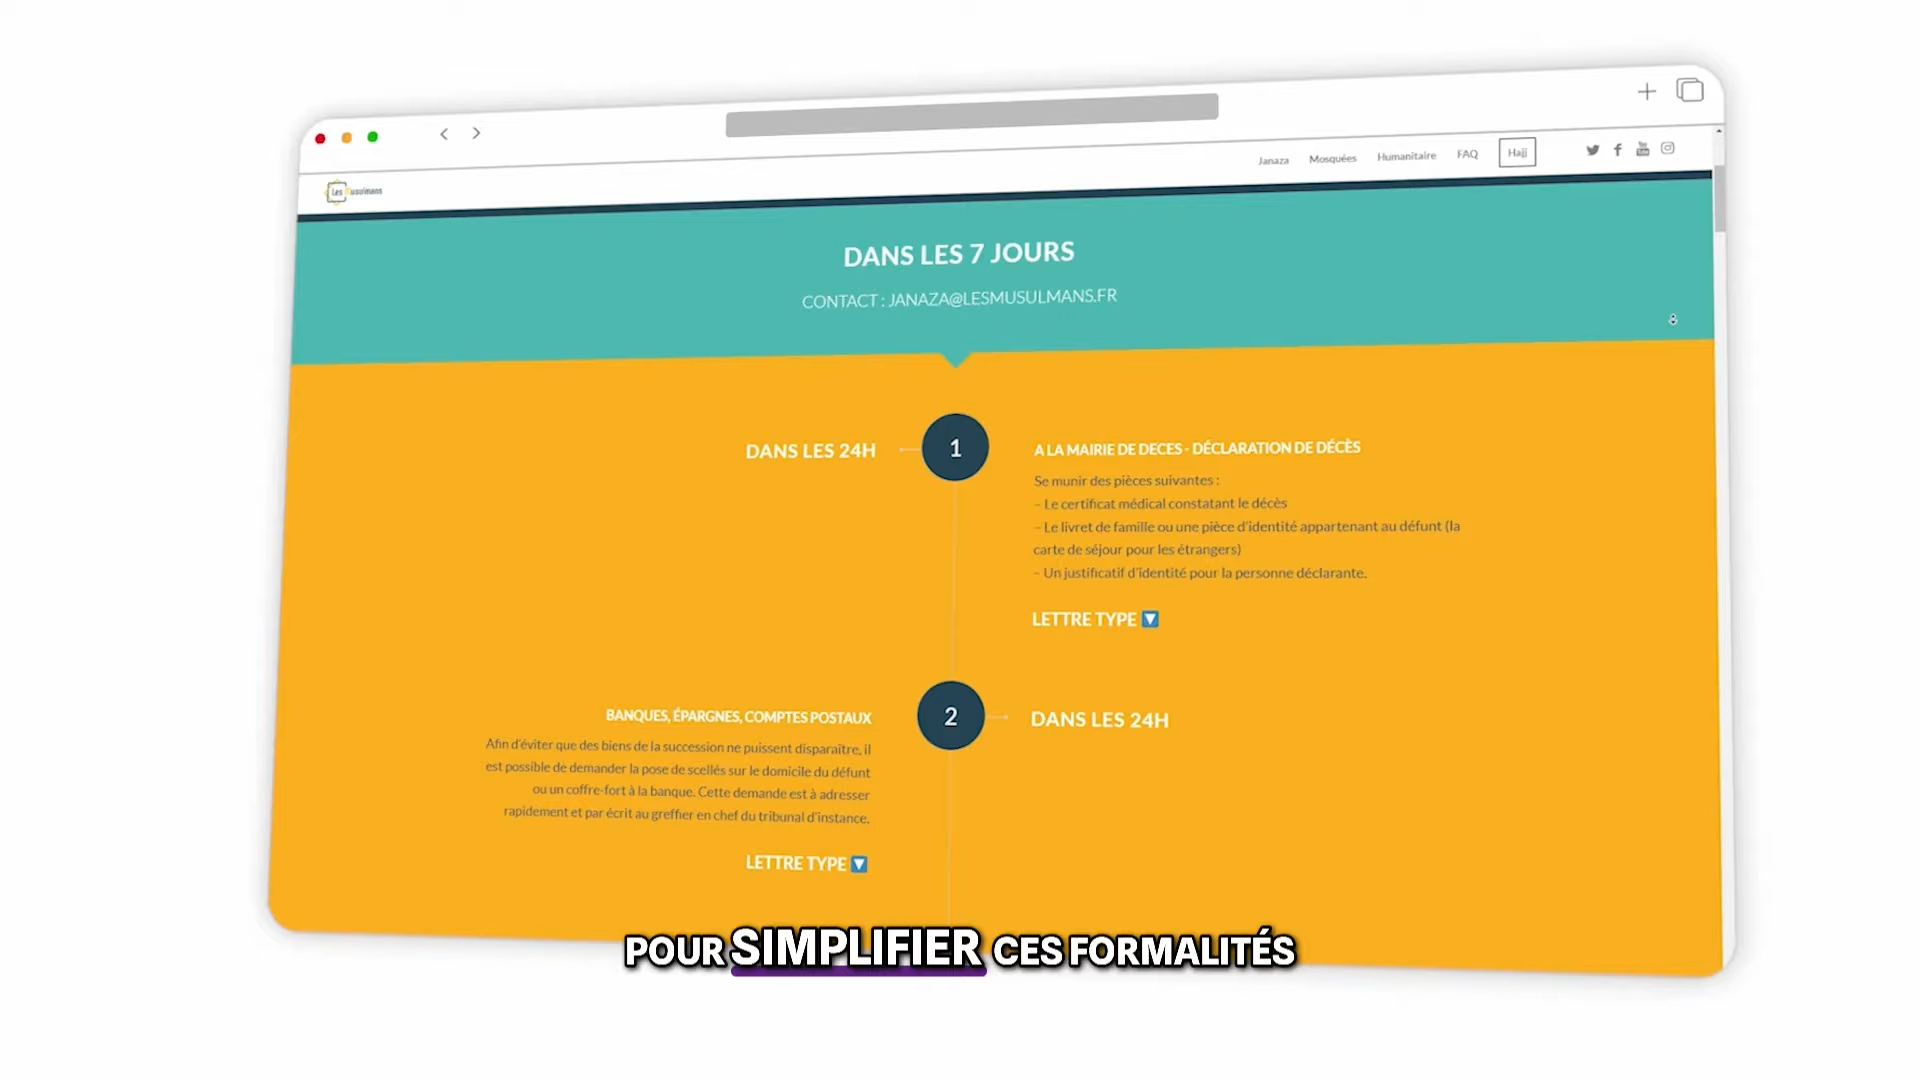 Janaza Mosquées Humanitaire FAQ Hajj
Les Musulmans
DANS LES 7 JOURS
CONTACT : JANAZA@LESMUSULMANS.FR
DANS LES 24H
1
A LA MAIRIE DE DECES - DÉCLARATION DE DÉCÈS
Se munir des pièces suivantes :
– Le certificat médical constatant le décès
– Le livret de famille ou une pièce d'identité appartenant au défunt (la
carte de séjour pour les étrangers)
– Un justificatif d'identité pour la personne déclarante.
LETTRE TYPE
BANQUES, ÉPARGNES, COMPTES POSTAUX
Afin d'éviter que des biens de la succession ne puissent disparaître, il
est possible de demander la pose de scellés sur le domicile du défunt
ou un coffre-fort à la banque. Cette demande est à adresser
rapidement et par écrit au greffier en chef du tribunal d'instance.
LETTRE TYPE
2
DANS LES 24H
POUR SIMPLIFIER CES FORMALITÉS